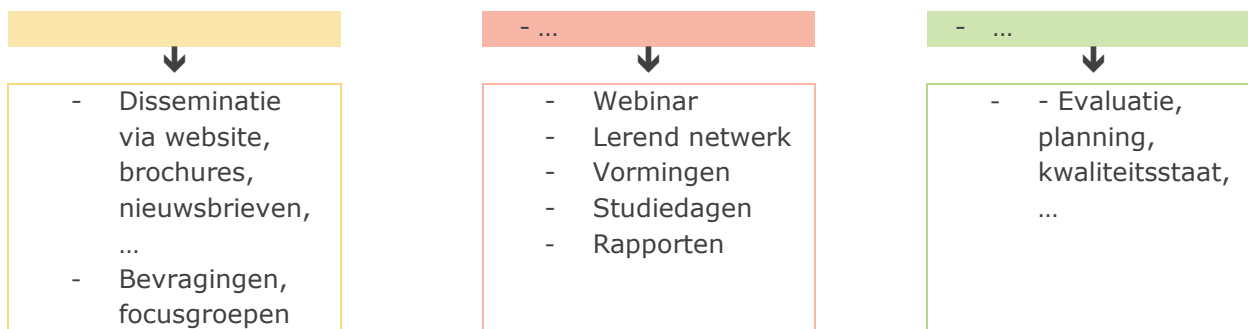 - …
- …
- Disseminatie
via website,
brochures,
nieuwsbrieven,
…
- Bevragingen,
focusgroepen
- Webinar
- Lerend netwerk
- Vormingen
- Studiedagen
- Rapporten
- - Evaluatie,
planning,
kwaliteitsstaat,
…